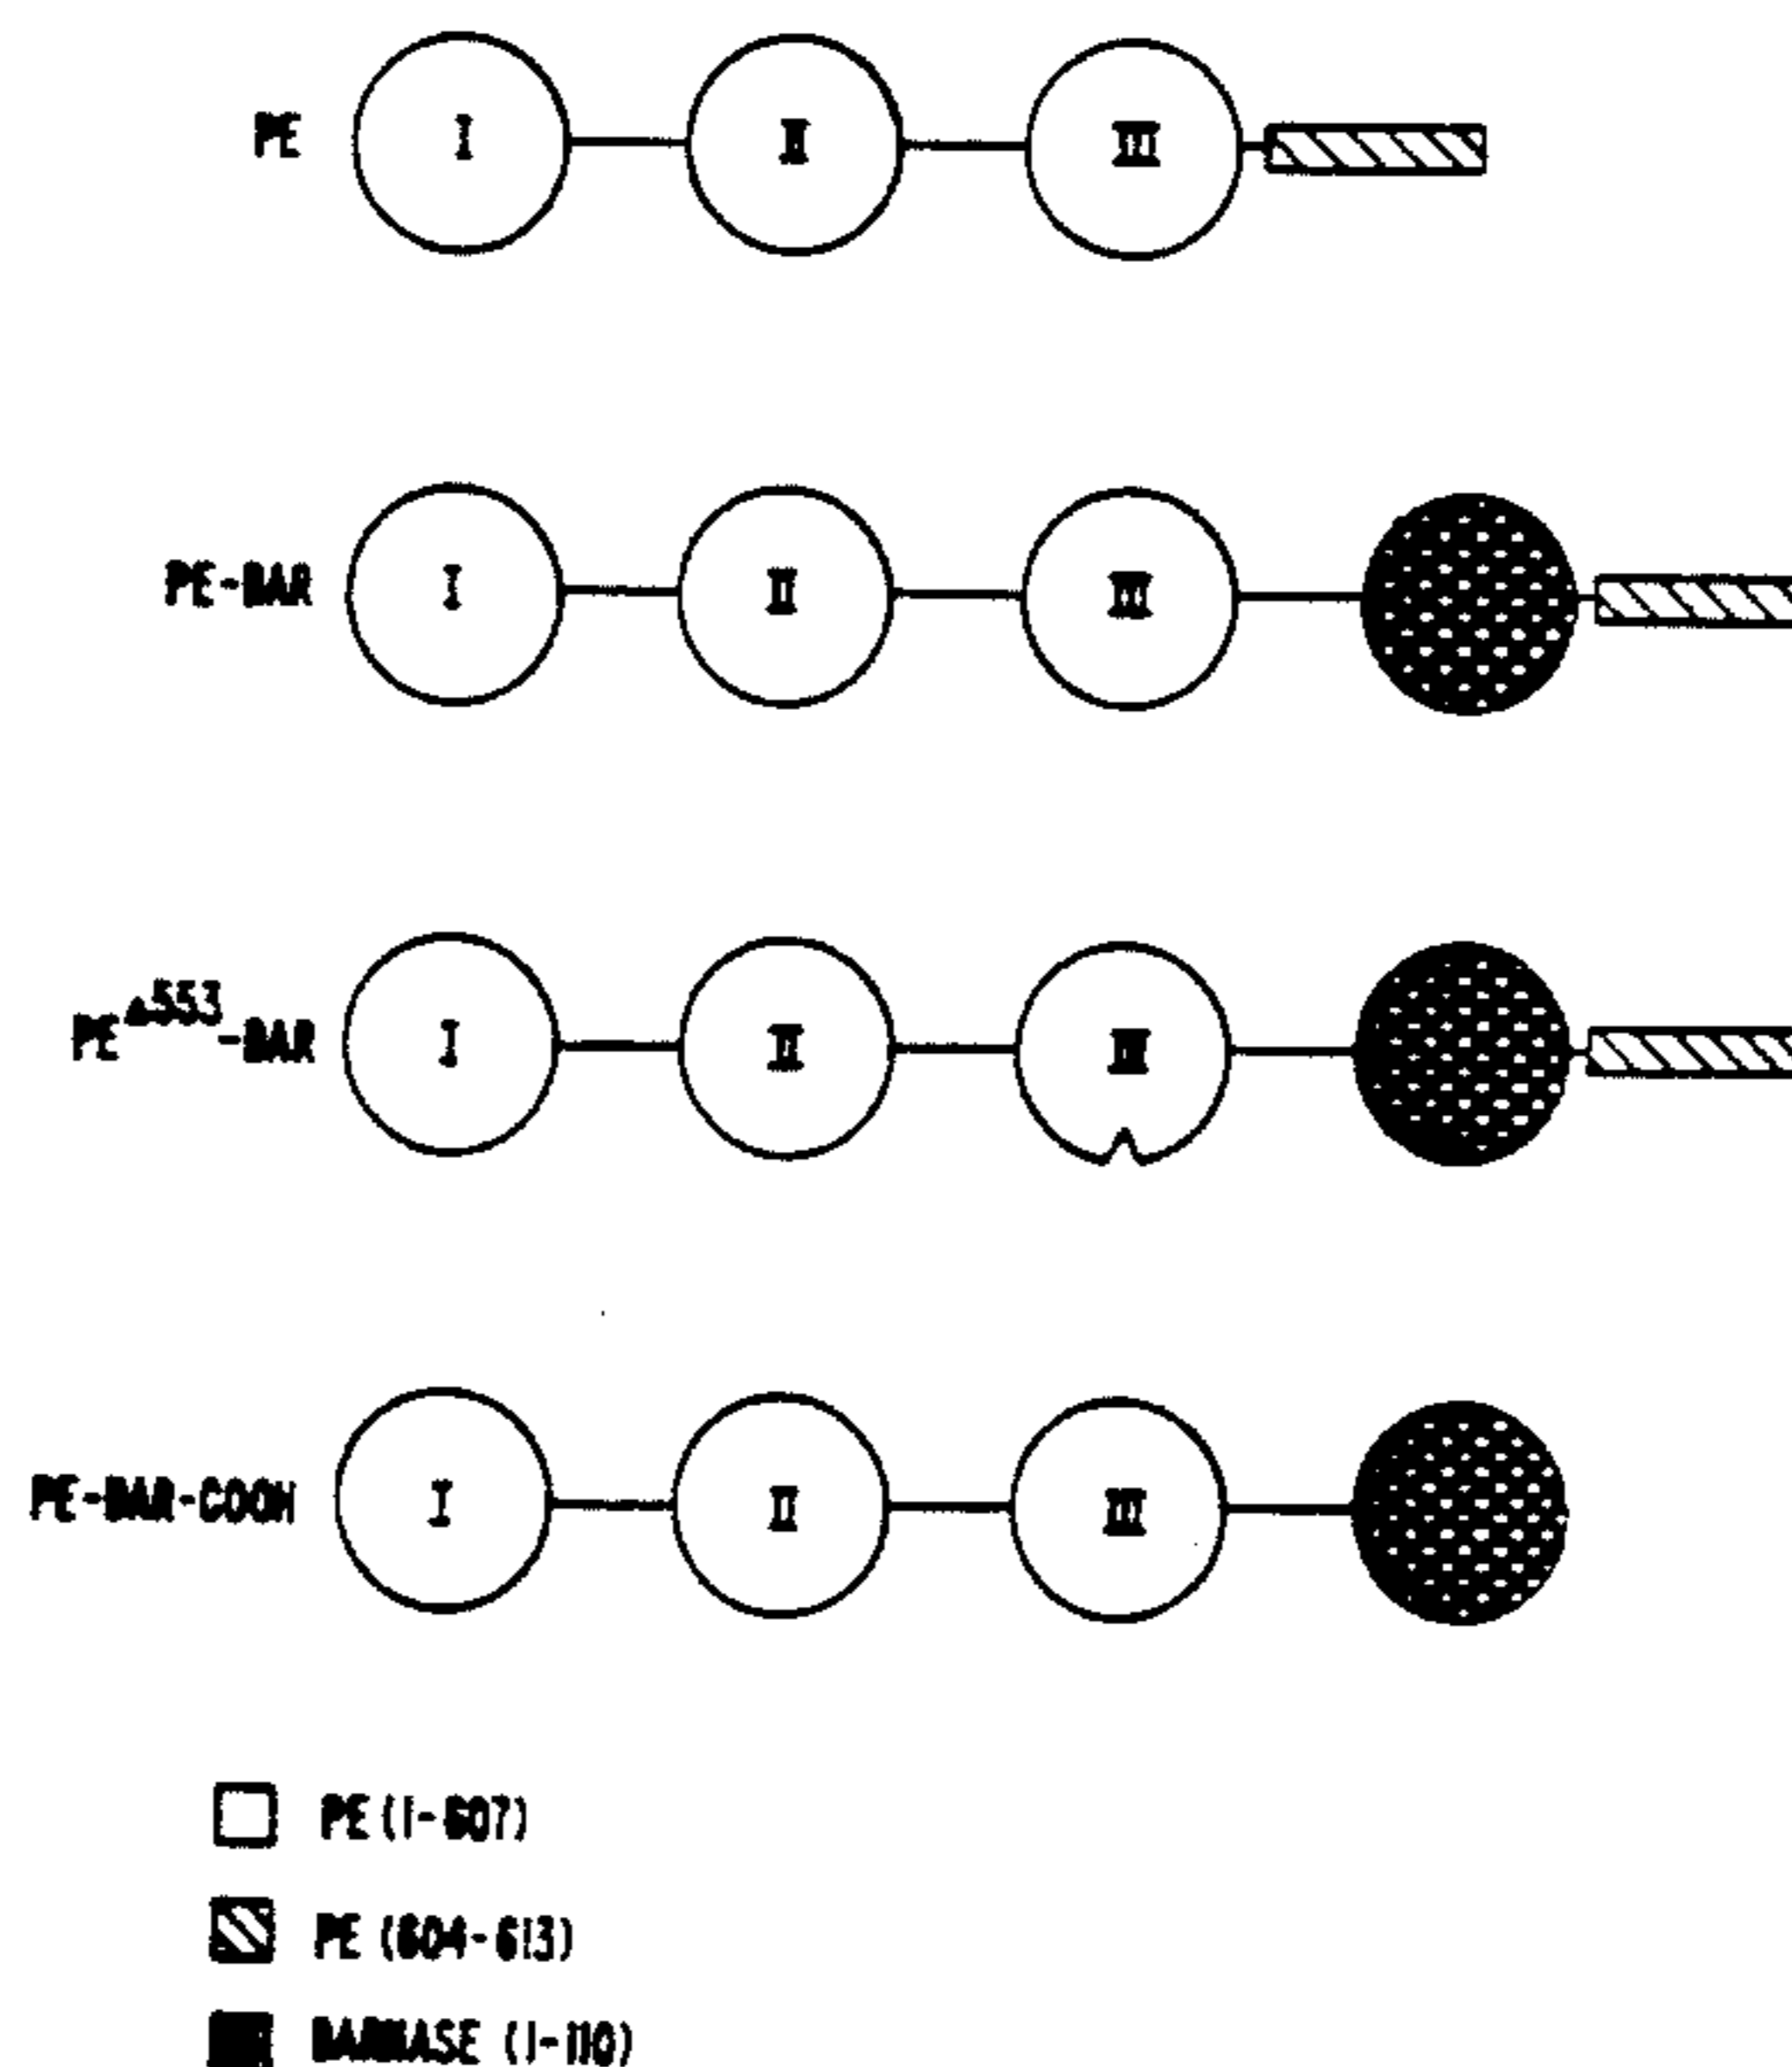 PE I II III
PE-BAR I II III
PE^Δ553-BAR I II III
PE-BAR-COOH I II III
PE (1-607)
PE (604-613)
BARNASE (1-110)